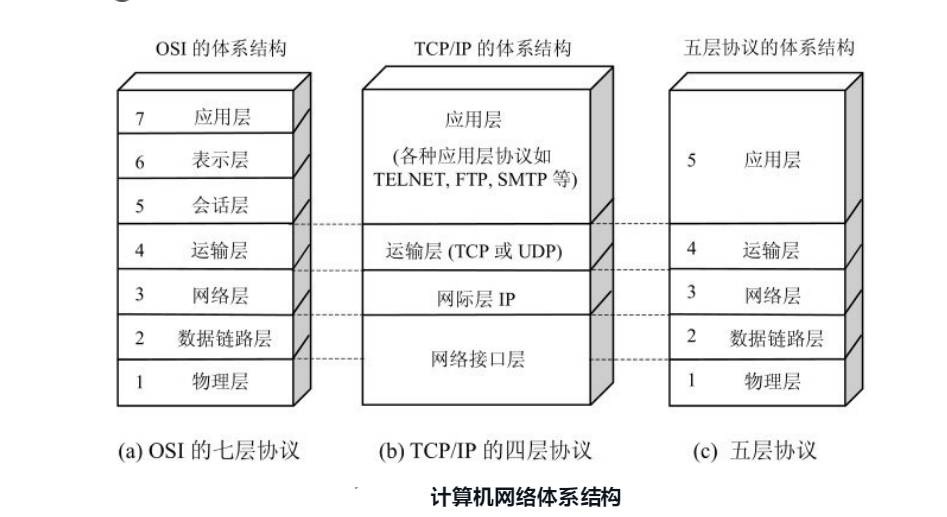 OSI 的体系结构
7 应用层
6 表示层
5 会话层
4 运输层
3 网络层
2 数据链路层
1 物理层
(a) OSI 的七层协议
TCP/IP 的体系结构
应用层
(各种应用层协议如
TELNET, FTP, SMTP 等)
运输层 (TCP 或 UDP)
网际层 IP
网络接口层
(b) TCP/IP 的四层协议
五层协议的体系结构
5 应用层
4 运输层
3 网络层
2 数据链路层
1 物理层
(c) 五层协议
计算机网络体系结构